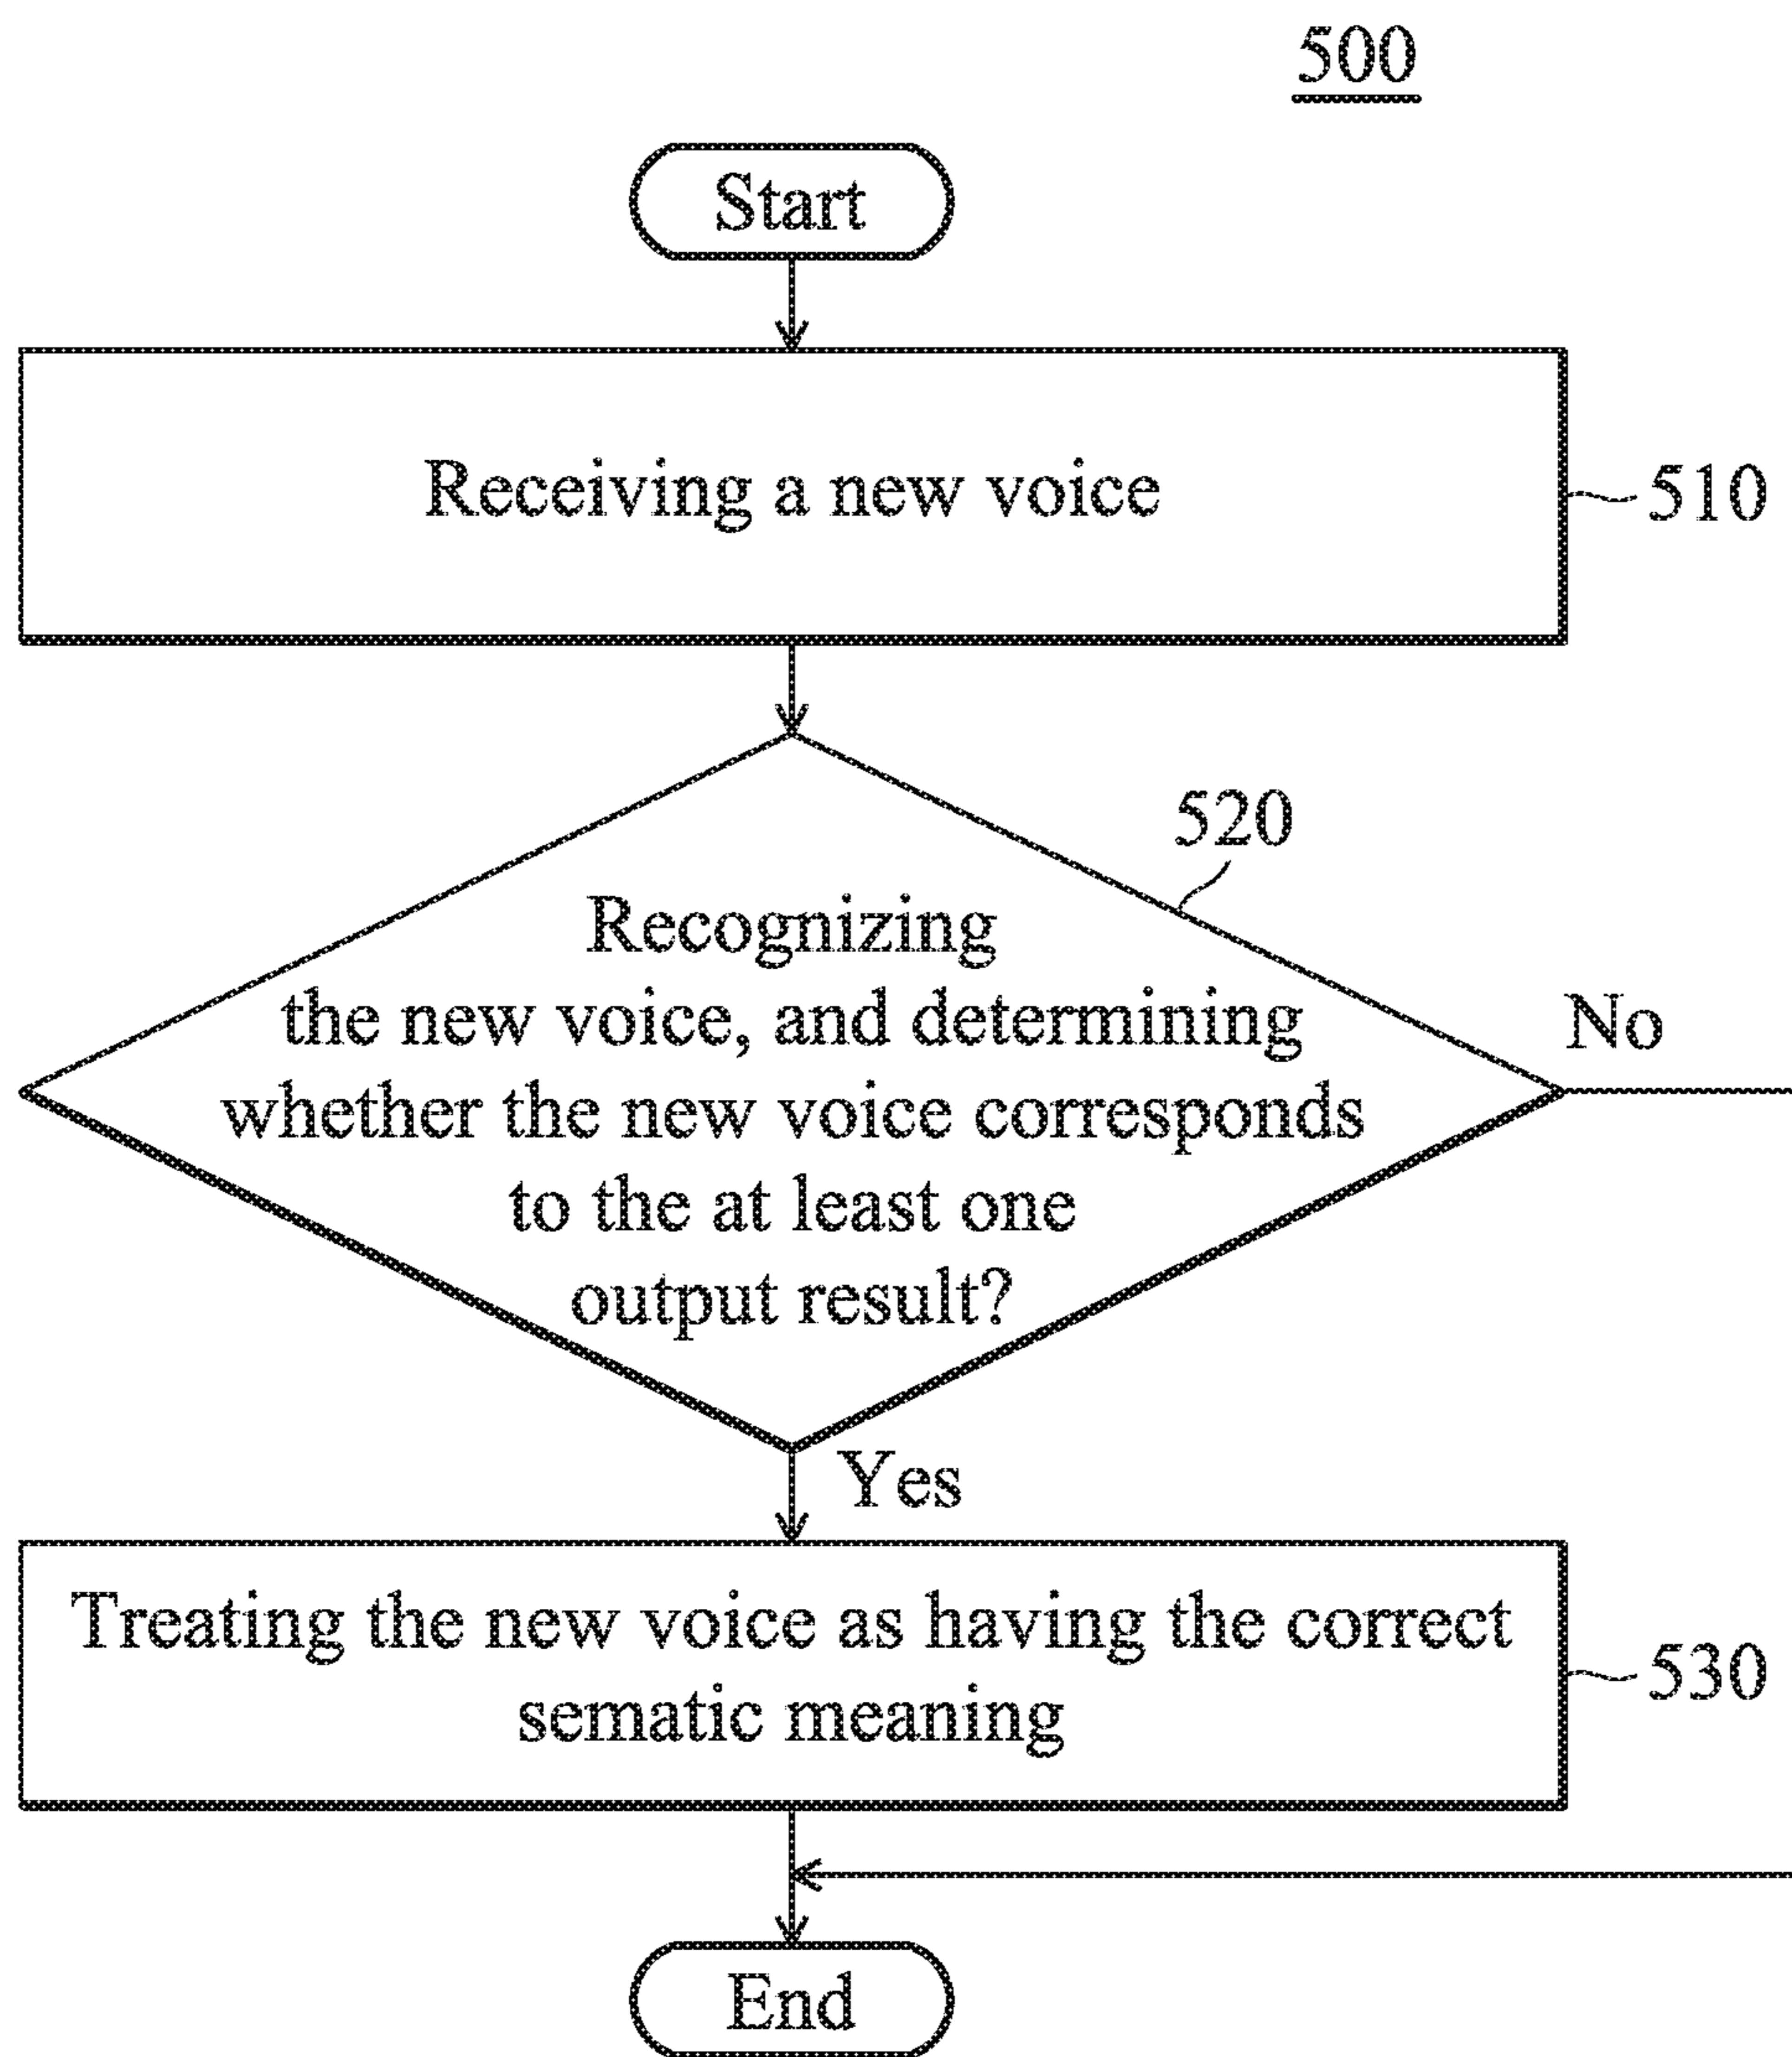 500
Start
Receiving a new voice
510
520
Recognizing
the new voice, and determining
whether the new voice corresponds
to the at least one
output result?
No
Yes
Treating the new voice as having the correct
sematic meaning
530
End